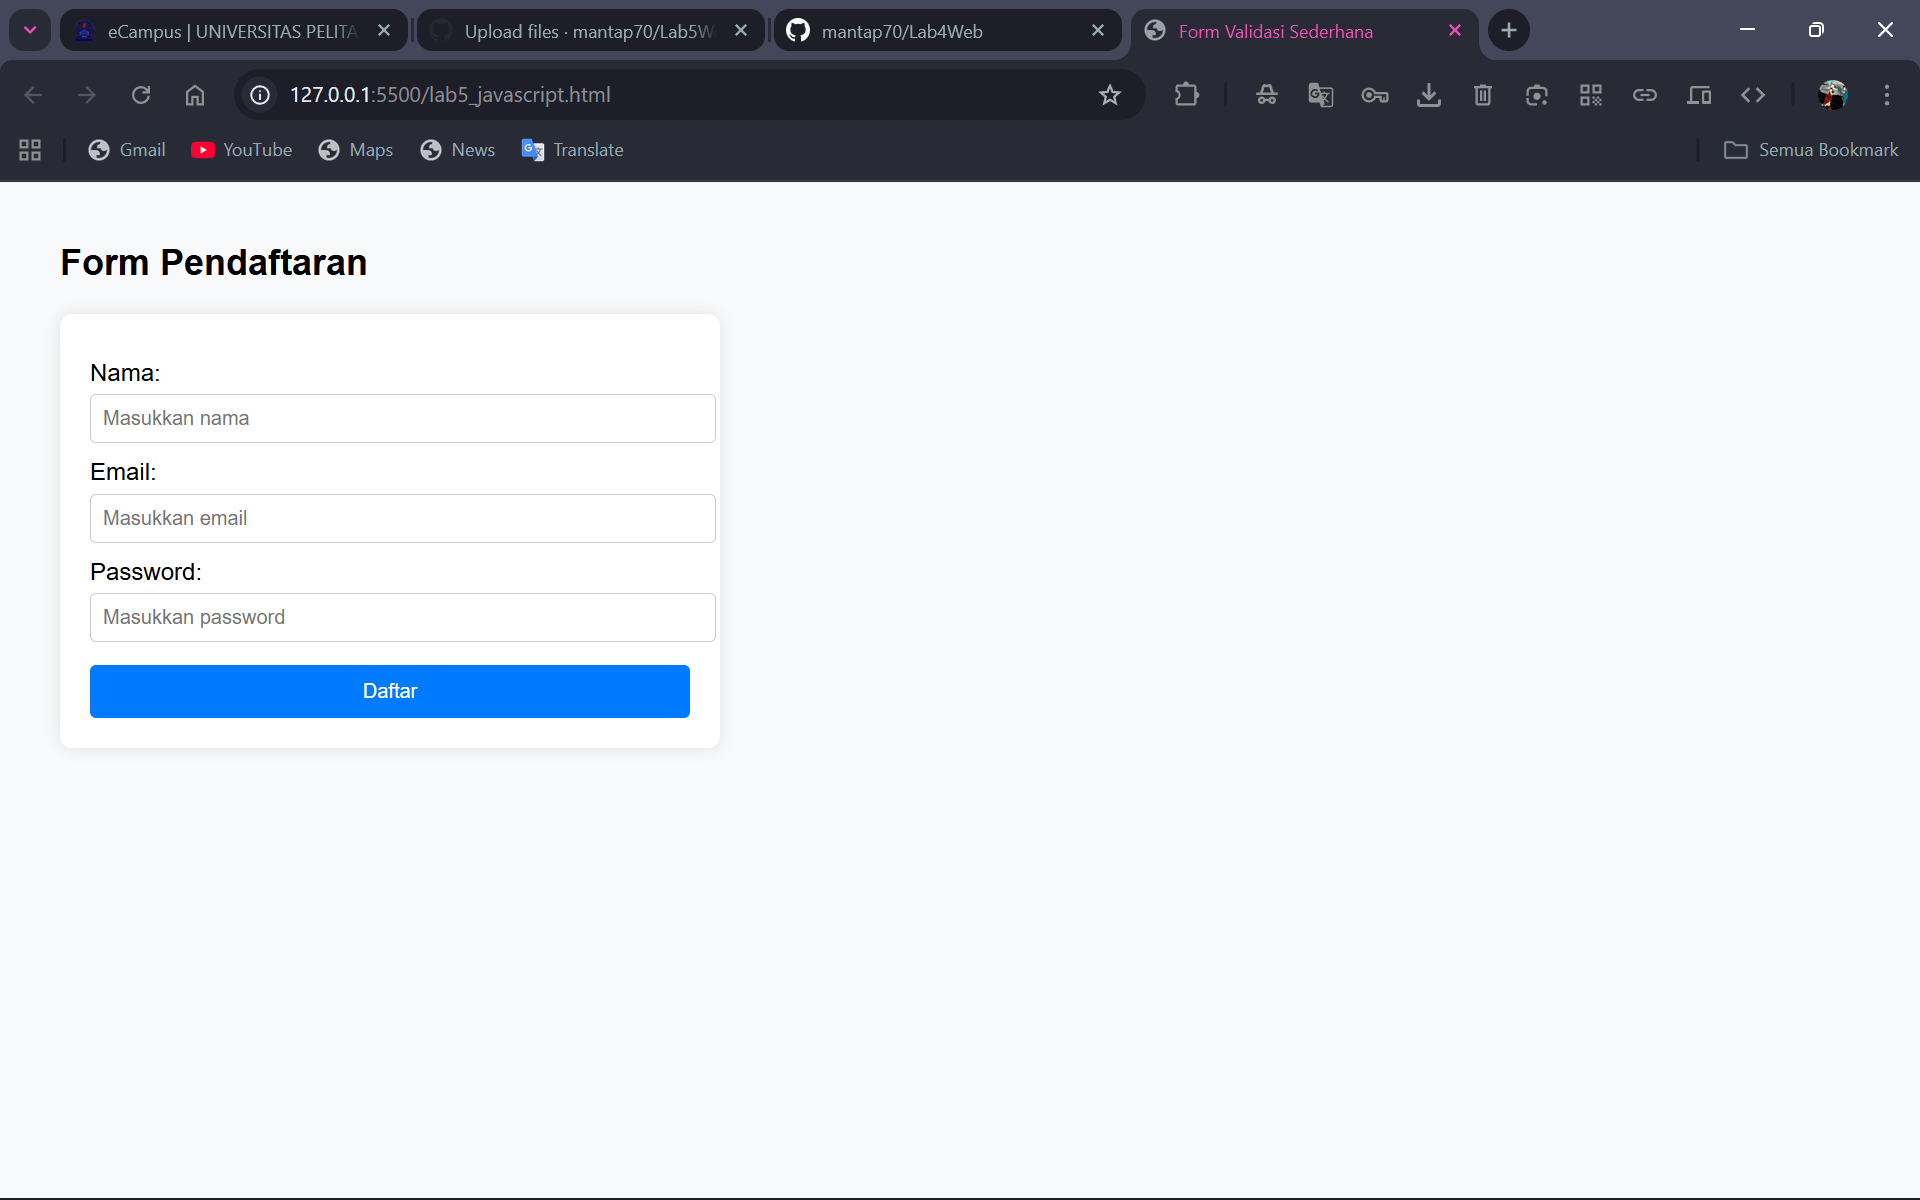 eCampus | UNIVERSITAS PELITA
Upload files · mantap70/Lab5W
mantap70/Lab4Web
Form Validasi Sederhana
127.0.0.1:5500/lab5_javascript.html
Gmail
YouTube
Maps
News
Translate
Semua Bookmark
Form Pendaftaran
Nama:
Masukkan nama
Email:
Masukkan email
Password:
Masukkan password
Daftar